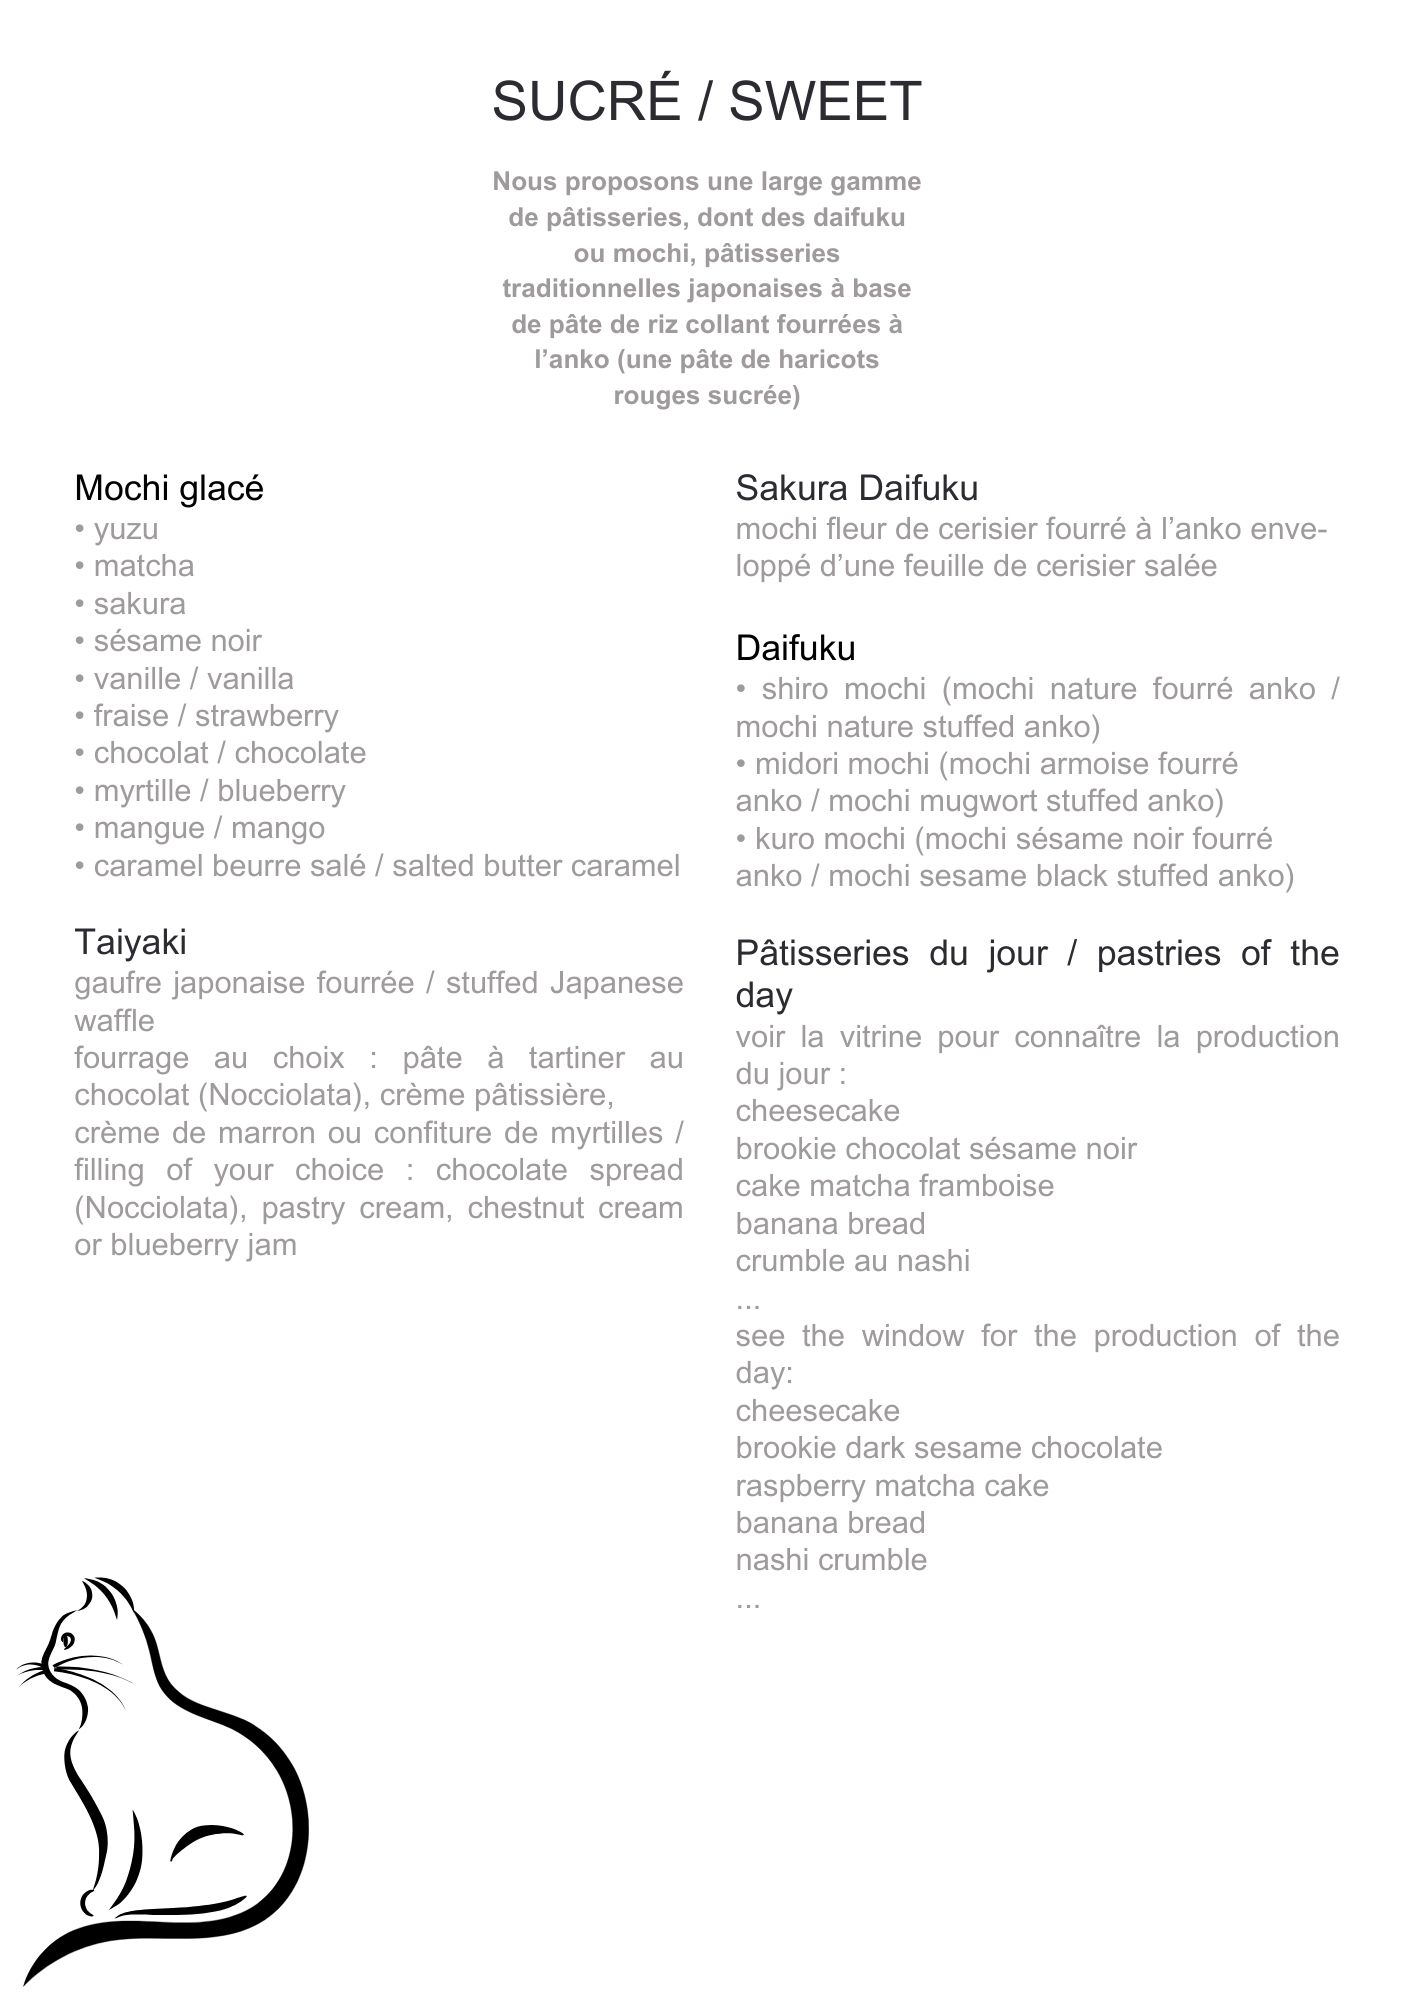 SUCRÉ / SWEET
Nous proposons une large gamme
de pâtisseries, dont des daifuku
ou mochi, pâtisseries
traditionnelles japonaises à base
de pâte de riz collant fourrées à
l’anko (une pâte de haricots
rouges sucrée)
Mochi glacé
• yuzu
• matcha
• sakura
• sésame noir
• vanille / vanilla
• fraise / strawberry
• chocolat / chocolate
• myrtille / blueberry
• mangue / mango
• caramel beurre salé / salted butter caramel
Taiyaki
gaufre japonaise fourrée / stuffed Japanese
waffle
fourrage au choix : pâte à tartiner au
chocolat (Nocciolata), crème pâtissière,
crème de marron ou confiture de myrtilles /
filling of your choice : chocolate spread
(Nocciolata), pastry cream, chestnut cream
or blueberry jam
Sakura Daifuku
mochi fleur de cerisier fourré à l’anko enve-
loppé d’une feuille de cerisier salée
Daifuku
• shiro mochi (mochi nature fourré anko /
mochi nature stuffed anko)
• midori mochi (mochi armoise fourré
anko / mochi mugwort stuffed anko)
• kuro mochi (mochi sésame noir fourré
anko / mochi sesame black stuffed anko)
Pâtisseries du jour / pastries of the
day
voir la vitrine pour connaître la production
du jour :
cheesecake
brookie chocolat sésame noir
cake matcha framboise
banana bread
crumble au nashi
...
see the window for the production of the
day:
cheesecake
brookie dark sesame chocolate
raspberry matcha cake
banana bread
nashi crumble
...